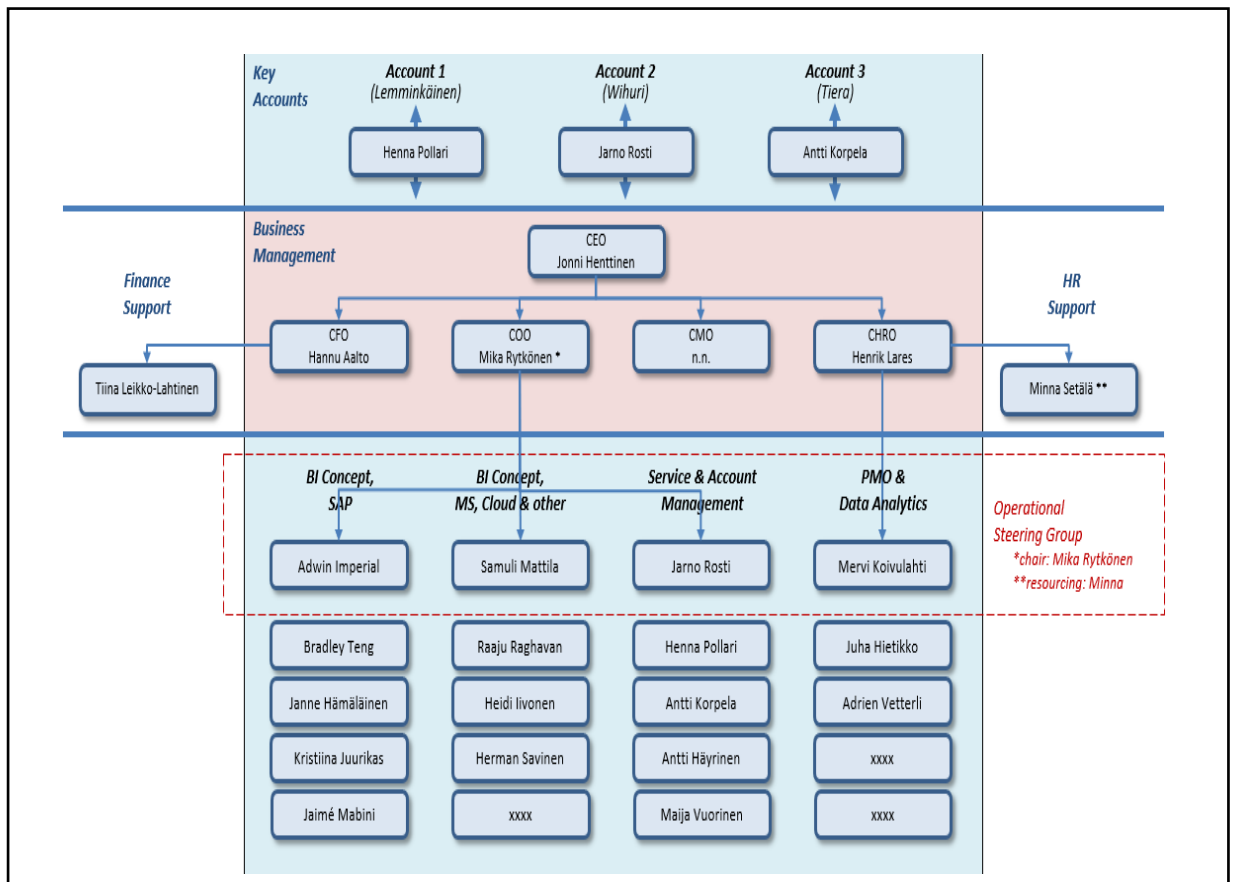 Key
Accounts
Account 1
(Lemminkäinen)
Account 2
(Wihuri)
Account 3
(Tiera)
Henna Pollari
Jarno Rosti
Antti Korpela
Business
Management
CEO
Jonni Henttinen
Finance
Support
HR
Support
CFO
Hannu Aalto
COO
Mika Rytkönen *
CMO
n.n.
CHRO
Henrik Lares
Tiina Leikko-Lahtinen
Minna Setälä **
BI Concept,
SAP
BI Concept,
MS, Cloud & other
Service & Account
Management
PMO &
Data Analytics
Operational
Steering Group
*chair: Mika Rytkönen
**resourcing: Minna
Adwin Imperial
Samuli Mattila
Jarno Rosti
Mervi Koivulahti
Bradley Teng
Raaju Raghavan
Henna Pollari
Juha Hietikko
Janne Hämäläinen
Heidi Iivonen
Antti Korpela
Adrien Vetterli
Kristiina Juurikas
Herman Savinen
Antti Häyrinen
xxxx
Jaimé Mabini
xxxx
Maija Vuorinen
xxxx